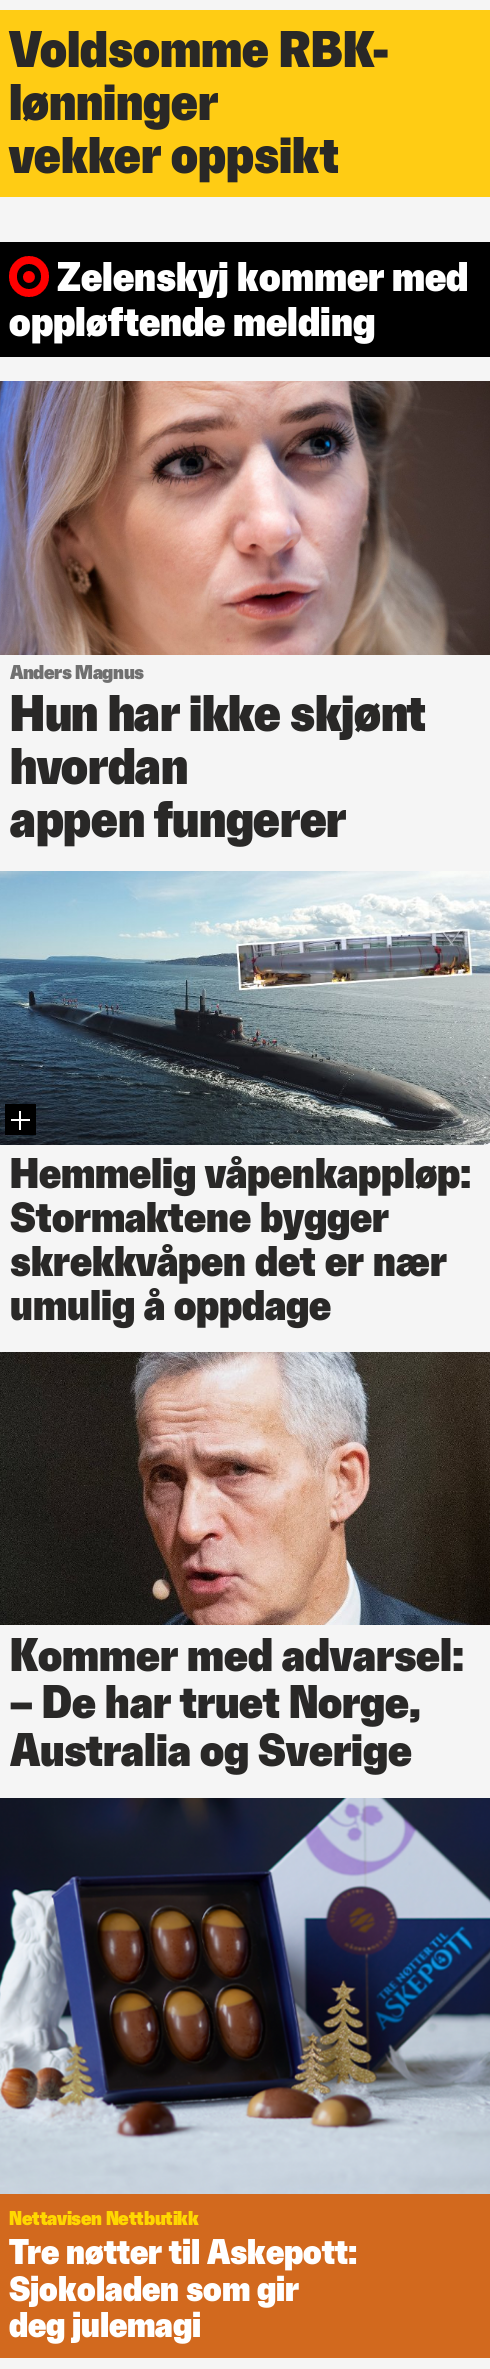 Voldsomme RBK-
lønninger
vekker oppsikt
Zelenskyj kommer med
oppløftende melding
Anders Magnus
Hun har ikke skjønt
hvordan
appen fungerer
Hemmelig våpenkappløp:
Stormaktene bygger
skrekkvåpen det er nær
umulig å oppdage
Kommer med advarsel:
– De har truet Norge,
Australia og Sverige
TRE NØTTER TIL
ASKEPOTT
Nettavisen Nettbutikk
Tre nøtter til Askepott:
Sjokoladen som gir
deg julemagi